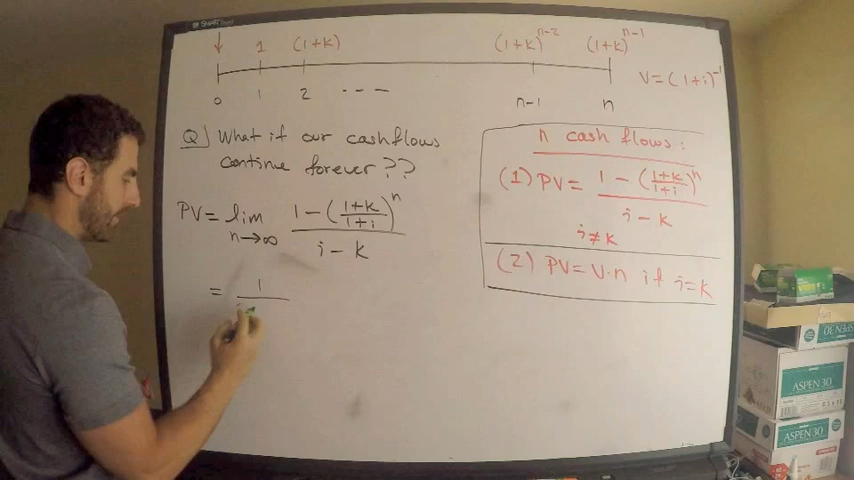 SMART Board
1 (1+k) (1+k)^n-2 (1+k)^n-1
0 1 2 --- n-1 n
V=(1+i)^-1
Q] What if our cashflows
continue forever??
PV= lim n→∞ 1-((1+k)/(1+i))^n / i-k
= 1
n cash flows:
(1) PV= 1-((1+k)/(1+i))^n / i-k
i≠k
(2) PV= V·n if i=k
ASPEN 30
ASPEN 30
ASPEN 30